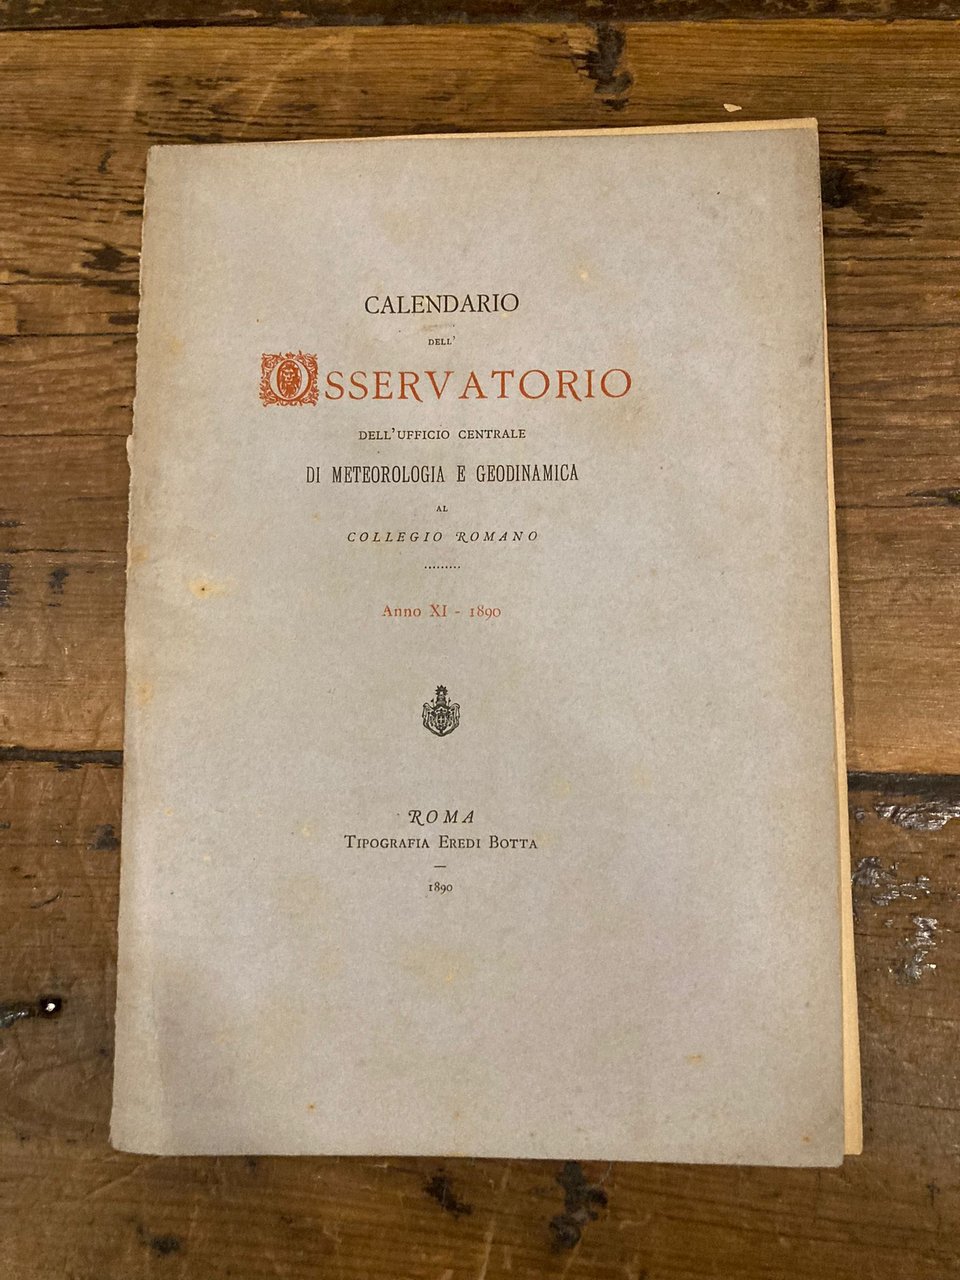 CALENDARIO
DELL'
OSSERVATORIO
DELL'UFFICIO CENTRALE
DI METEOROLOGIA E GEODINAMICA
AL
COLLEGIO ROMANO
.........
Anno XI - 1890
ROMA
TIPOGRAFIA EREDI BOTTA
—
1890